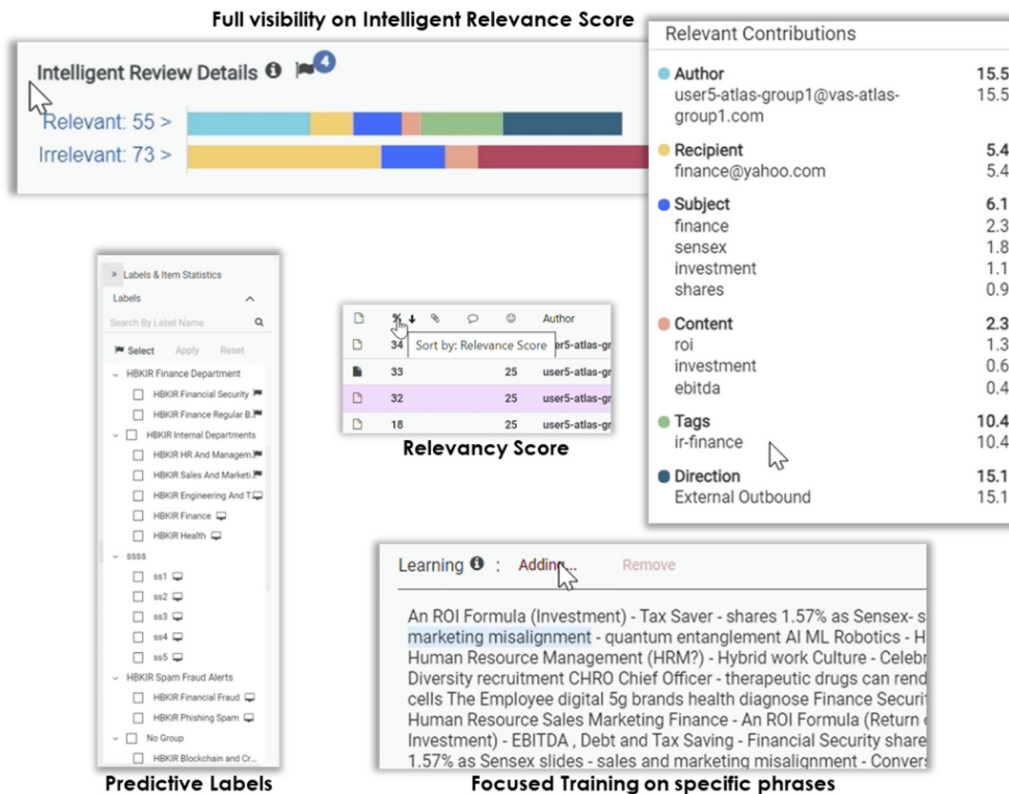 Full visibility on Intelligent Relevance Score
Intelligent Review Details
4
Relevant: 55 >
Irrelevant: 73 >
Relevant Contributions
Author 15.5
user5-atlas-group1@vas-atlas- 15.5
group1.com
Recipient 5.4
finance@yahoo.com 5.4
Subject 6.1
finance 2.3
sensex 1.8
investment 1.1
shares 0.9
Content 2.3
roi 1.3
investment 0.6
ebitda 0.4
Tags 10.4
ir-finance 10.4
Direction 15.1
External Outbound 15.1
» Labels & Item Statistics
Labels
Search By Label Name
Select Apply Reset
HBKIR Finance Department
HBKIR Financial Security
HBKIR Finance Regular B..
HBKIR Internal Departments
HBKIR HR And Managem..
HBKIR Sales And Marketi..
HBKIR Engineering And T..
HBKIR Finance
HBKIR Health
ssss
ss1
ss2
ss3
ss4
ss5
HBKIR Spam Fraud Alerts
HBKIR Financial Fraud
HBKIR Phishing Spam
No Group
HBKIR Blockchain and Cr...
Predictive Labels
% Author
34 Sort by: Relevance Score er5-atlas-gr
33 25 user5-atlas-gr
32 25 user5-atlas-gr
18 25 user5-atlas-gr
Relevancy Score
Learning : Adding... Remove
An ROI Formula (Investment) - Tax Saver - shares 1.57% as Sensex- s
marketing misalignment - quantum entanglement AI ML Robotics - H
Human Resource Management (HRM?) - Hybrid work Culture - Celebr
Diversity recruitment CHRO Chief Officer - therapeutic drugs can rend
cells The Employee digital 5g brands health diagnose Finance Securi
Human Resource Sales Marketing Finance - An ROI Formula (Return
Investment) - EBITDA , Debt and Tax Saving - Financial Security share
1.57% as Sensex slides - sales and marketing misalignment - Convers
Focused Training on specific phrases